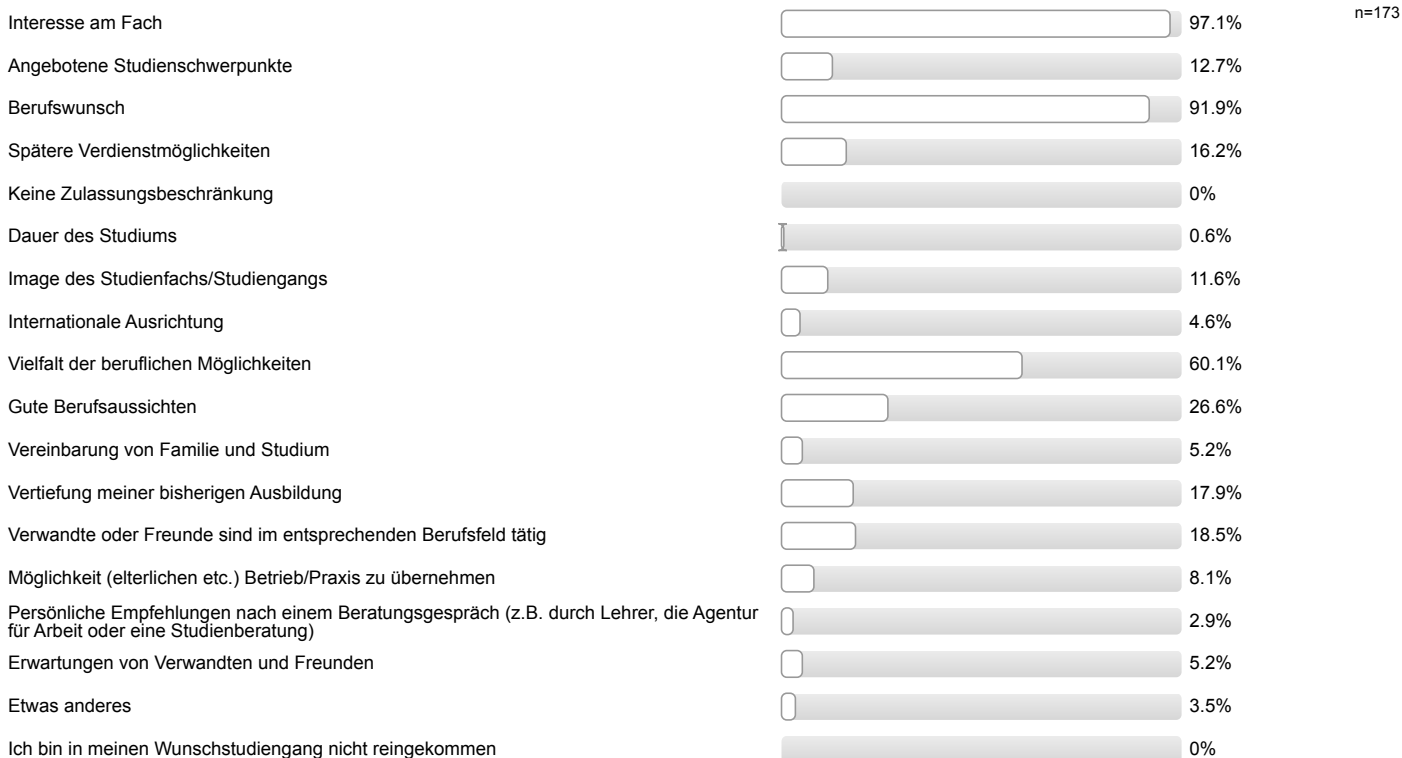 Interesse am Fach 97.1% n=173
Angebotene Studienschwerpunkte 12.7%
Berufswunsch 91.9%
Spätere Verdienstmöglichkeiten 16.2%
Keine Zulassungsbeschränkung 0%
Dauer des Studiums 0.6%
Image des Studienfachs/Studiengangs 11.6%
Internationale Ausrichtung 4.6%
Vielfalt der beruflichen Möglichkeiten 60.1%
Gute Berufsaussichten 26.6%
Vereinbarung von Familie und Studium 5.2%
Vertiefung meiner bisherigen Ausbildung 17.9%
Verwandte oder Freunde sind im entsprechenden Berufsfeld tätig 18.5%
Möglichkeit (elterlichen etc.) Betrieb/Praxis zu übernehmen 8.1%
Persönliche Empfehlungen nach einem Beratungsgespräch (z.B. durch Lehrer, die Agentur
für Arbeit oder eine Studienberatung) 2.9%
Erwartungen von Verwandten und Freunden 5.2%
Etwas anderes 3.5%
Ich bin in meinen Wunschstudiengang nicht reingekommen 0%